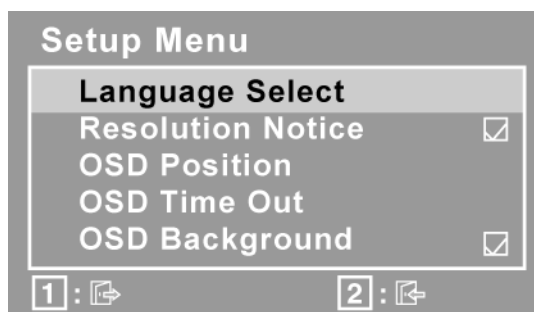 Setup Menu
Language Select
Resolution Notice
OSD Position
OSD Time Out
OSD Background
1 : 2 :